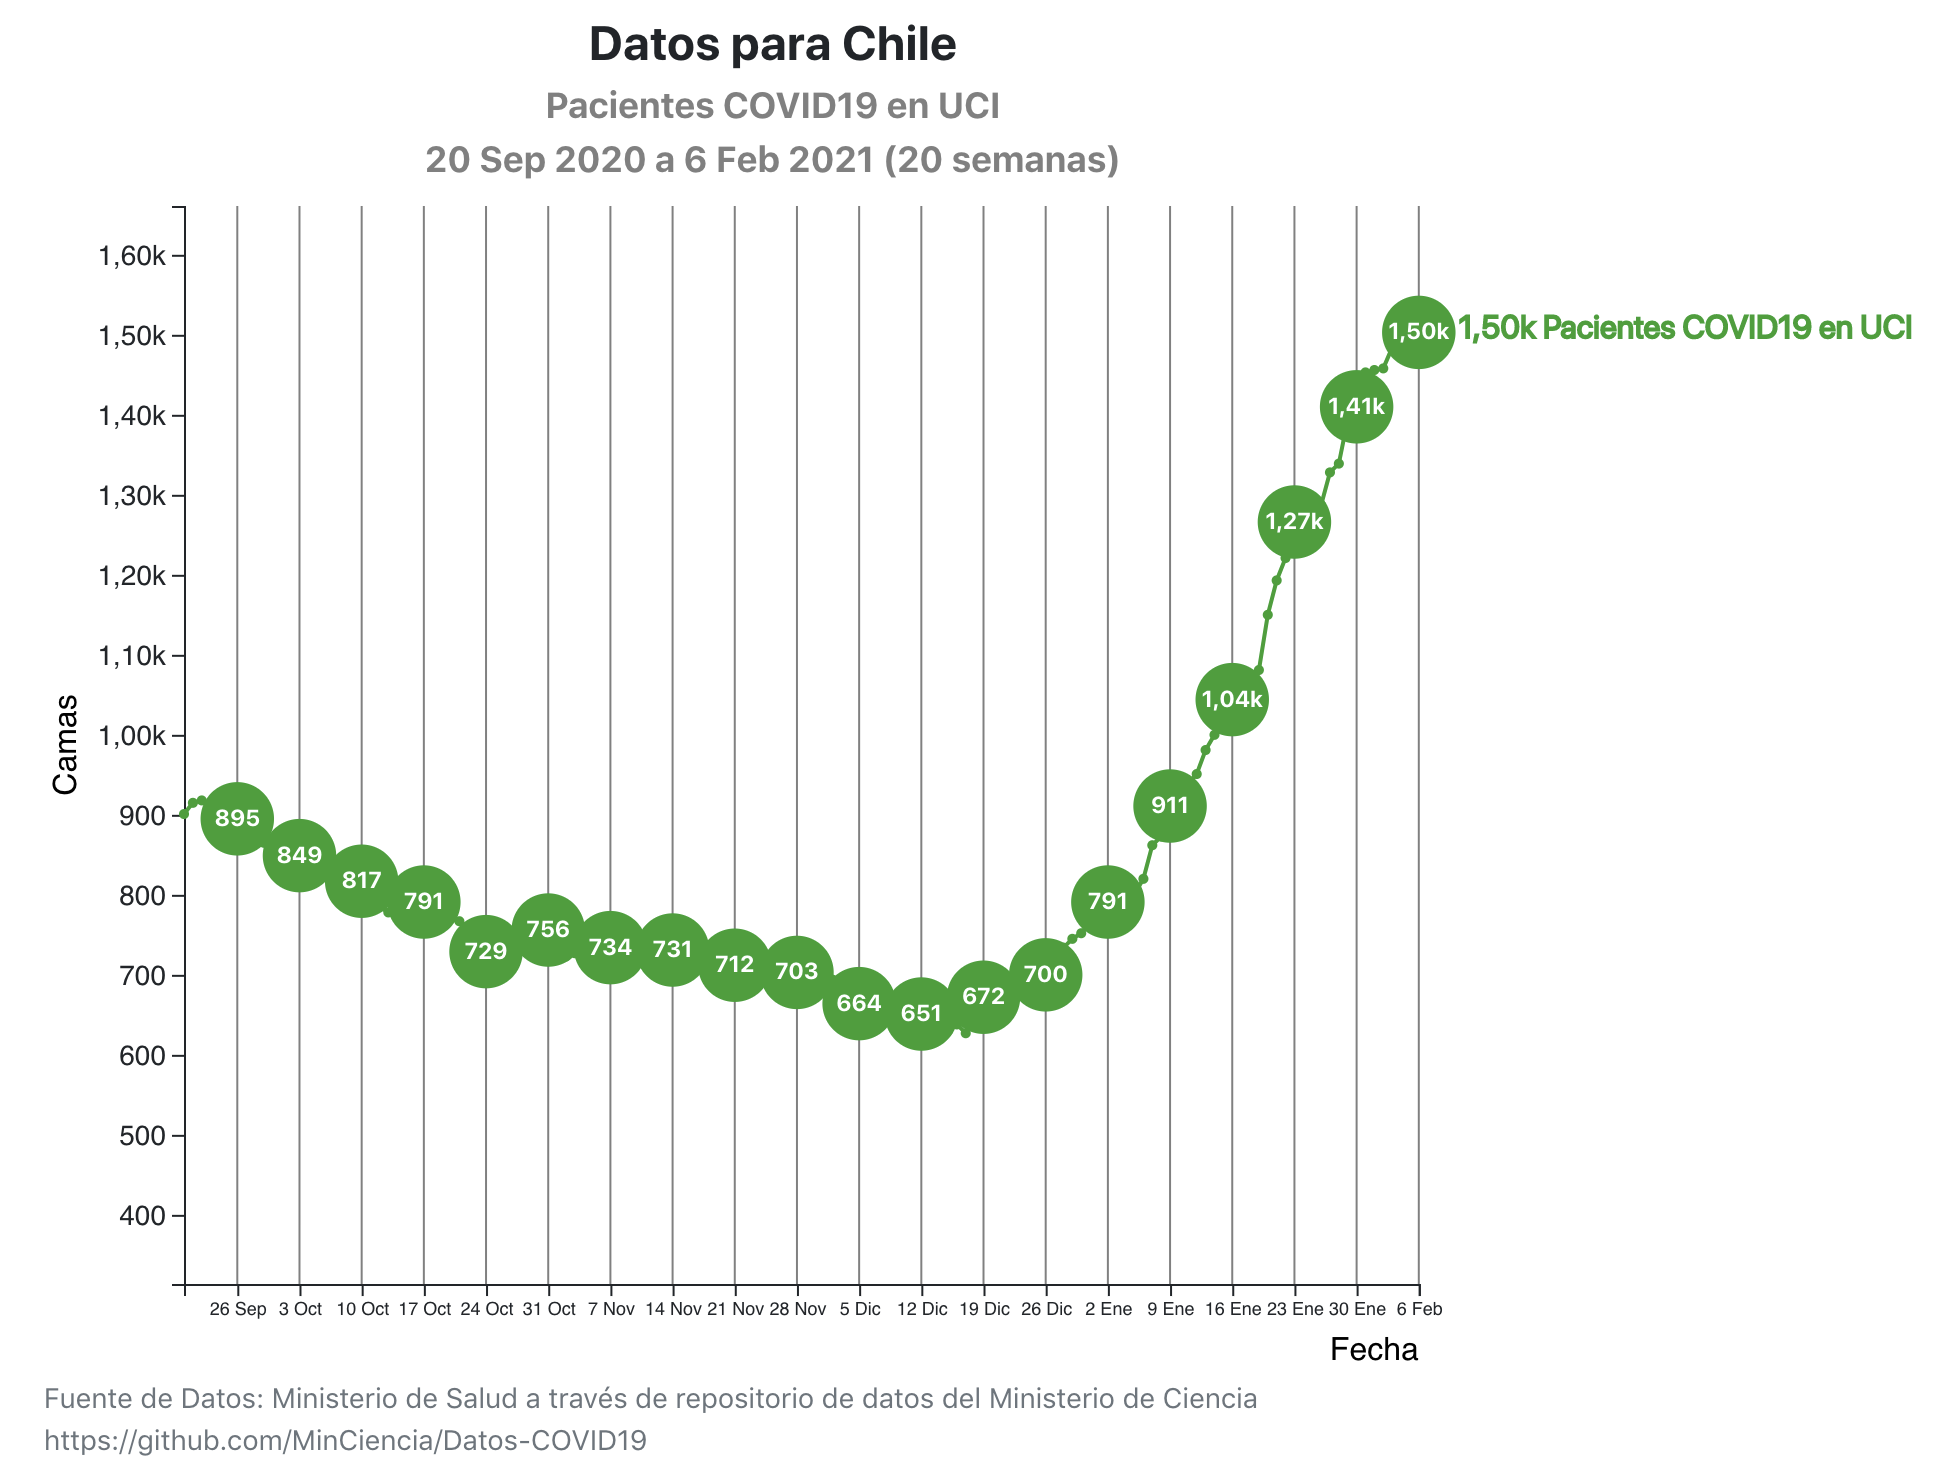 Datos para Chile
Pacientes COVID19 en UCI
20 Sep 2020 a 6 Feb 2021 (20 semanas)
1,60k
1,50k
1,40k
1,30k
1,20k
1,10k
1,00k
900
800
700
600
500
400
Camas
895
849
817
791
729
756
734
731
712
703
664
651
672
700
791
911
1,04k
1,27k
1,41k
1,50k
1,50k Pacientes COVID19 en UCI
26 Sep 3 Oct 10 Oct 17 Oct 24 Oct 31 Oct 7 Nov 14 Nov 21 Nov 28 Nov 5 Dic 12 Dic 19 Dic 26 Dic 2 Ene 9 Ene 16 Ene 23 Ene 30 Ene 6 Feb
Fecha
Fuente de Datos: Ministerio de Salud a través de repositorio de datos del Ministerio de Ciencia
https://github.com/MinCiencia/Datos-COVID19